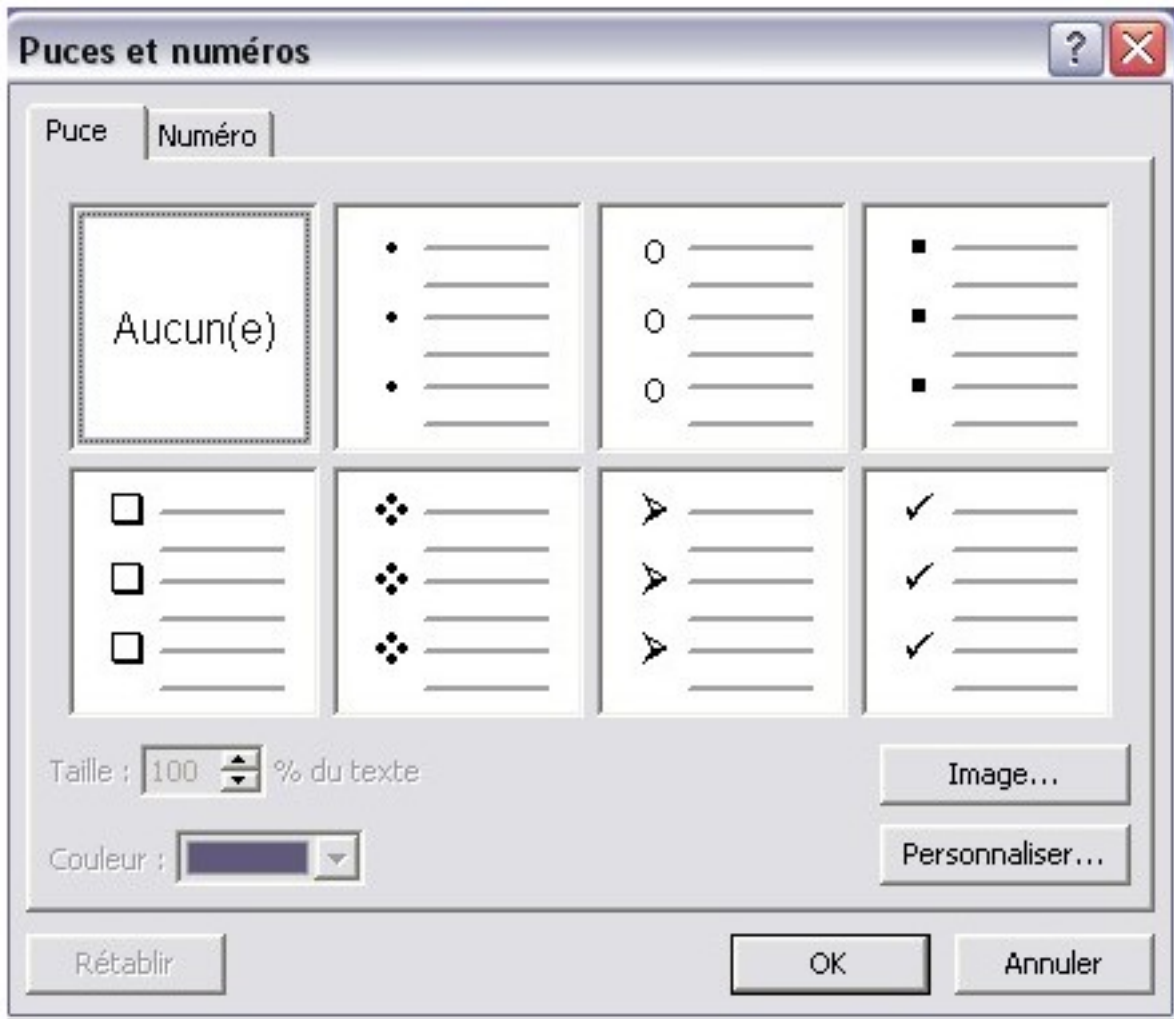 Puces et numéros
Puce
Numéro
Aucun(e)
Taille : 100 % du texte
Image...
Couleur :
Personnaliser...
Rétablir
OK
Annuler